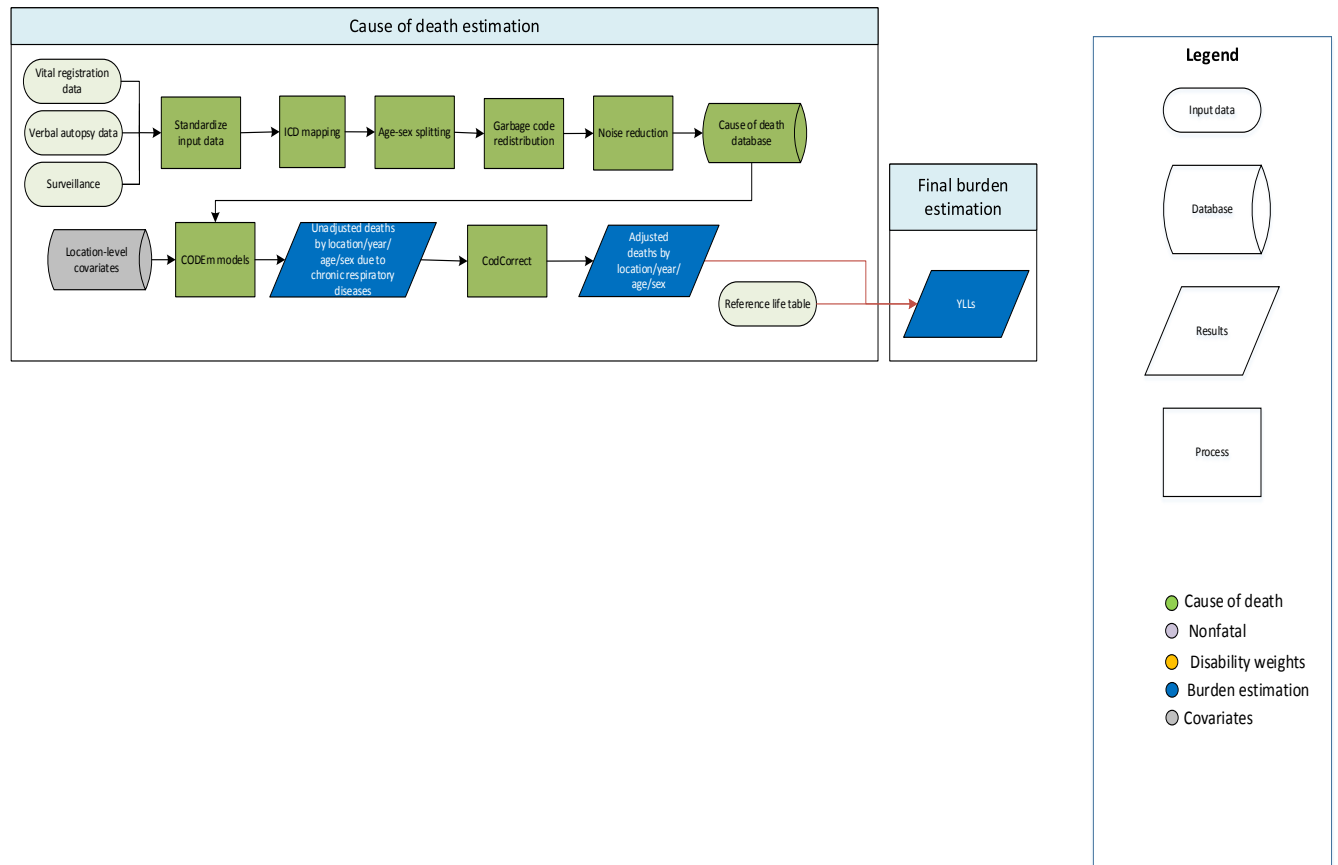 Cause of death estimation
Vital registration
data
Verbal autopsy data
Surveillance
Standardize
input data
ICD mapping
Age-sex splitting
Garbage code
redistribution
Noise reduction
Cause of death
database
Location-level
covariates
CODEm models
Unadjusted deaths
by location/year/
age/sex due to
chronic respiratory
diseases
CodCorrect
Adjusted
deaths by
location/year/
age/sex
Reference life table
Final burden
estimation
YLLs
Legend
Input data
Database
Results
Process
Cause of death
Nonfatal
Disability weights
Burden estimation
Covariates